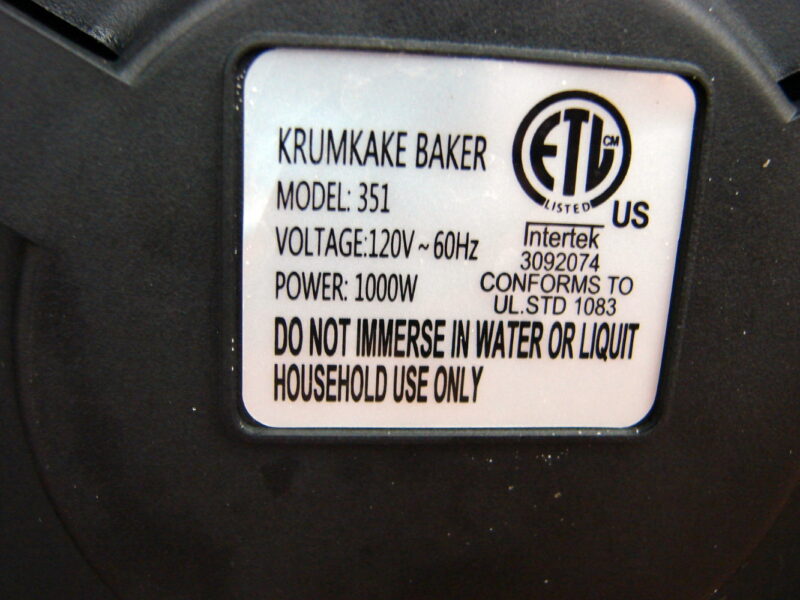 KRUMKAKE BAKER
MODEL: 351
VOLTAGE:120V ~ 60Hz
POWER: 1000W
ETL CM
LISTED
US
Intertek
3092074
CONFORMS TO
UL.STD 1083
DO NOT IMMERSE IN WATER OR LIQUIT
HOUSEHOLD USE ONLY